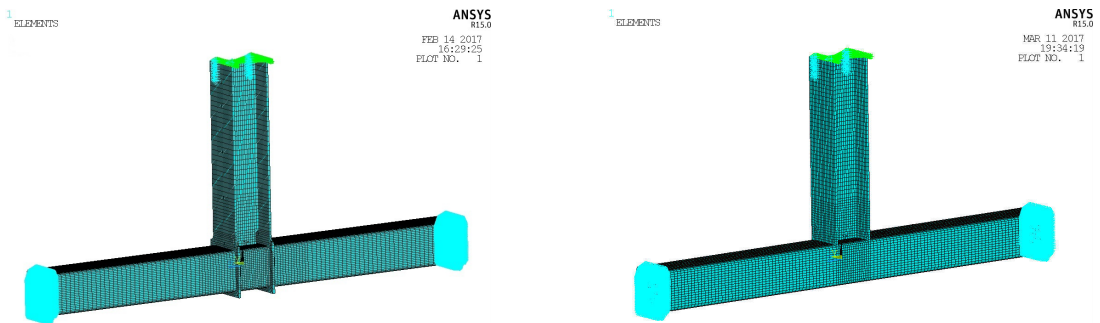 1
ELEMENTS
ANSYS
R15.0
FEB 14 2017
16:29:25
PLOT NO. 1
1
ELEMENTS
ANSYS
R15.0
MAR 11 2017
19:34:19
PLOT NO. 1